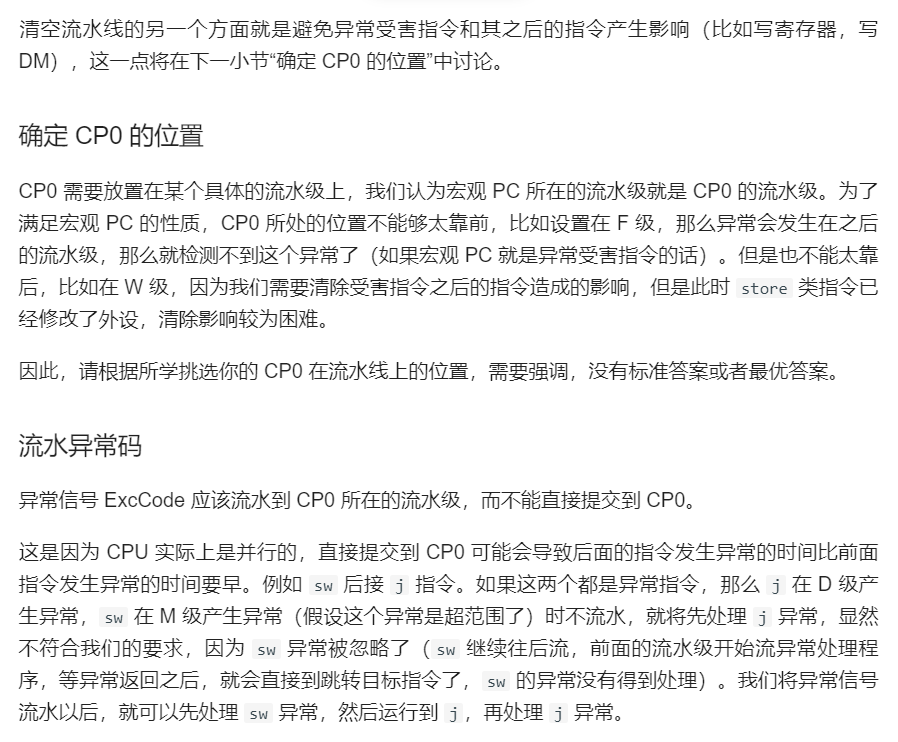 清空流水线的另一个方面就是避免异常受害指令和其之后的指令产生影响（比如写寄存器，写
DM），这一点将在下一小节“确定 CP0 的位置”中讨论。
确定 CP0 的位置
CP0 需要放置在某个具体的流水级上，我们认为宏观 PC 所在的流水级就是 CP0 的流水级。为了
满足宏观 PC 的性质，CP0 所处的位置不能够太靠前，比如设置在 F 级，那么异常会发生在之后
的流水级，那么就检测不到这个异常了（如果宏观 PC 就是异常受害指令的话）。但是也不能太靠
后，比如在 W 级，因为我们需要清除受害指令之后的指令造成的影响，但是此时 store 类指令已
经修改了外设，清除影响较为困难。
因此，请根据所学挑选你的 CP0 在流水线上的位置，需要强调，没有标准答案或者最优答案。
流水异常码
异常信号 ExcCode 应该流水到 CP0 所在的流水级，而不能直接提交到 CP0。
这是因为 CPU 实际上是并行的，直接提交到 CP0 可能会导致后面的指令发生异常的时间比前面
指令发生异常的时间要早。例如 sw 后接 j 指令。如果这两个都是异常指令，那么 j 在 D 级产
生异常，sw 在 M 级产生异常（假设这个异常是超范围了）时不流水，就将先处理 j 异常，显然
不符合我们的要求，因为 sw 异常被忽略了（sw 继续往后流，前面的流水级开始流异常处理程
序，等异常返回之后，就会直接到跳转目标指令了，sw 的异常没有得到处理）。我们将异常信号
流水以后，就可以先处理 sw 异常，然后运行到 j，再处理 j 异常。